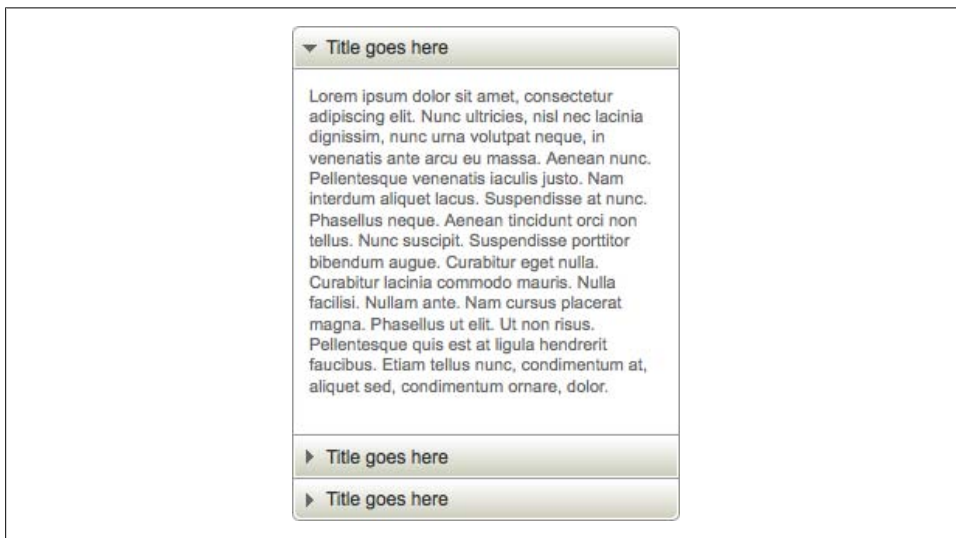 Title goes here
Lorem ipsum dolor sit amet, consectetur
adipiscing elit. Nunc ultricies, nisl nec lacinia
dignissim, nunc urna volutpat neque, in
venenatis ante arcu eu massa. Aenean nunc.
Pellentesque venenatis iaculis justo. Nam
interdum aliquet lacus. Suspendisse at nunc.
Phasellus neque. Aenean tincidunt orci non
tellus. Nunc suscipit. Suspendisse porttitor
bibendum augue. Curabitur eget nulla.
Curabitur lacinia commodo mauris. Nulla
facilisi. Nullam ante. Nam cursus placerat
magna. Phasellus ut elit. Ut non risus.
Pellentesque quis est at ligula hendrerit
faucibus. Etiam tellus nunc, condimentum at,
aliquet sed, condimentum ornare, dolor.
Title goes here
Title goes here